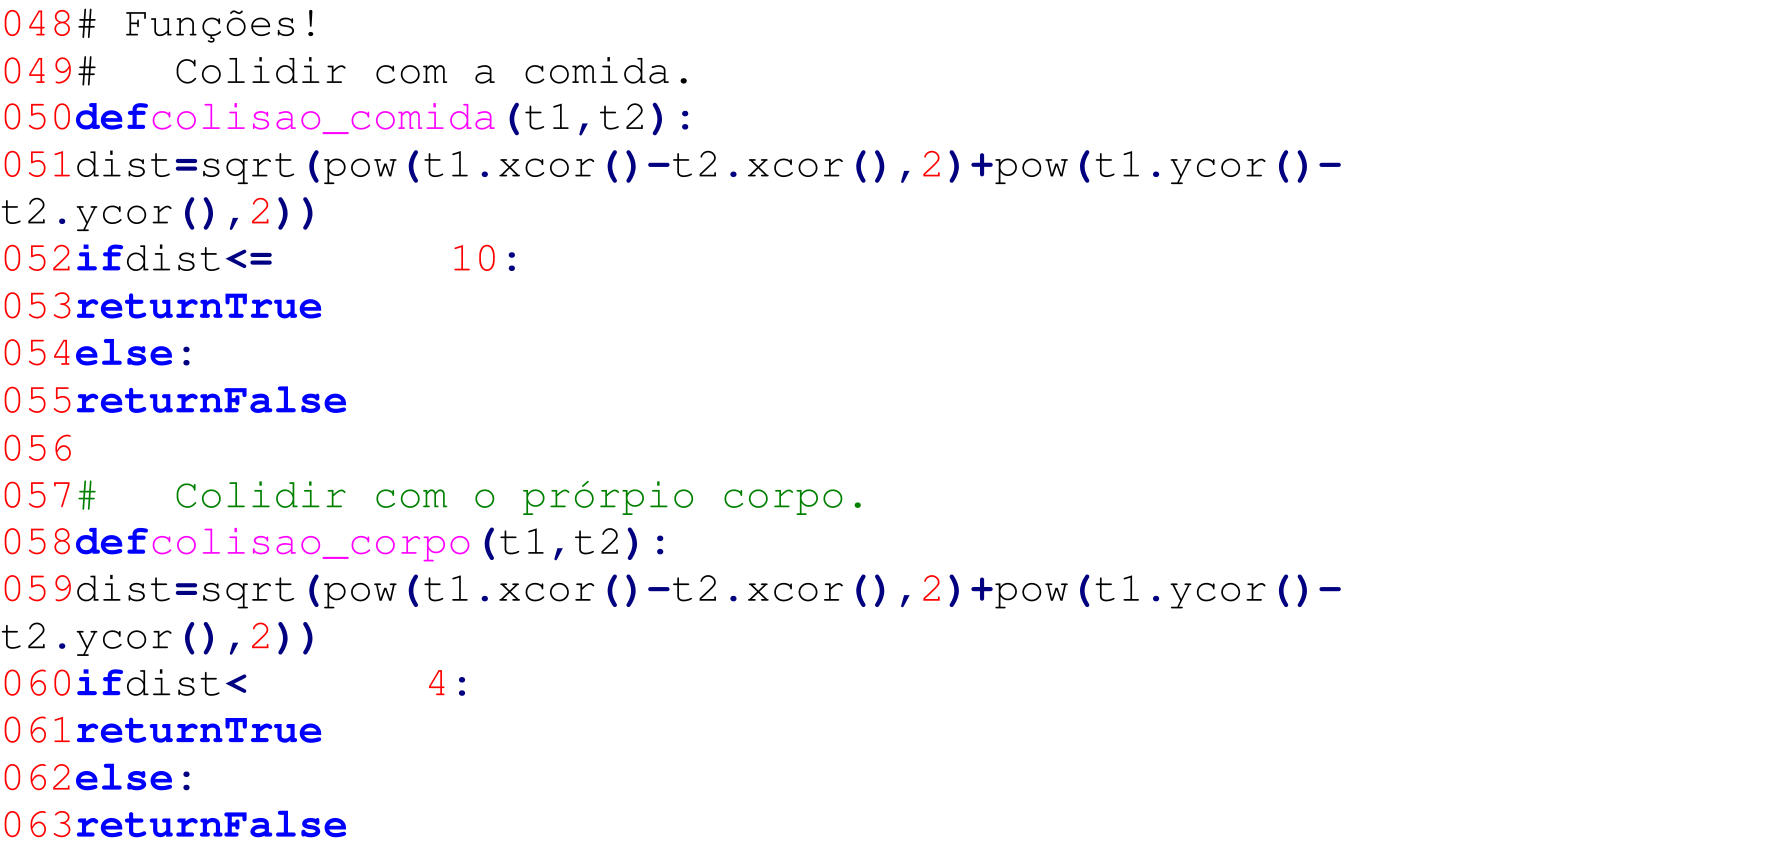 048# Funções!
049#   Colidir com a comida.
050defcolisao_comida(t1,t2):
051dist=sqrt(pow(t1.xcor()-t2.xcor(),2)+pow(t1.ycor()-
t2.ycor(),2))
052ifdist<=       10:
053returnTrue
054else:
055returnFalse
056
057#   Colidir com o prórpio corpo.
058defcolisao_corpo(t1,t2):
059dist=sqrt(pow(t1.xcor()-t2.xcor(),2)+pow(t1.ycor()-
t2.ycor(),2))
060ifdist<       4:
061returnTrue
062else:
063returnFalse